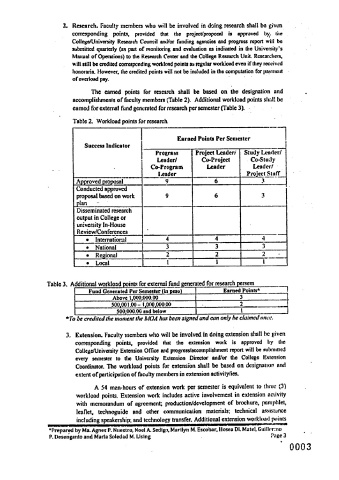 2. Research. Faculty members who will be involved in doing research shall be given
corresponding points, provided that the project/proposal is approved by the
College/University Research Council and/or funding agencies and progress report will be
submitted quarterly (as part of monitoring and evaluation as indicated in the University's
Manual of Operations) to the Research Center and the College Research Unit. Researchers,
will still be credited corresponding workload points as regular workload even if they received
honoraria. However, the credited points will not be included in the computation for payment
of overload pay.
The earned points for research shall be based on the designation and
accomplishments of faculty members (Table 2). Additional workload points shall be
earned for external fund generated for research per semester (Table 3).
Table 2. Workload points for research
Success Indicator
Earned Points Per Semester
Program Leader/ Co-Program Leader
Project Leader/ Co-Project Leader
Study Leader/ Co-Study Leader/ Project Staff
Approved proposal 9 6 3
Conducted approved
proposal based on work 9 6 3
plan
Disseminated research
output in College or
university In-House
Review/Conferences
• International 4 4 4
• National 3 3 3
• Regional 2 2 2
• Local 1 1 1
Table 3. Additional workload points for external fund generated for research person
Fund Generated Per Semester (in peso) Earned Points*
Above 1,000,000.00 3
500,001.00 – 1,000,000.00 2
500,000.00 and below 1
*To be credited the moment the MOA has been signed and can only be claimed once.
3. Extension. Faculty members who will be involved in doing extension shall be given
corresponding points, provided that the extension work is approved by the
College/University Extension Office and progress/accomplishment report will be submitted
every semester to the University Extension Director and/or the College Extension
Coordinator. The workload points for extension shall be based on designation and
extent of participation of faculty members in extension activity/ies.
A 54 man-hours of extension work per semester is equivalent to three (3)
workload points. Extension work includes active involvement in extension activity
with memorandum of agreement; production/development of brochure, pamphlet,
leaflet, technoguide and other communication materials; technical assistance
including speakership; and technology transfer. Additional extension workload points
*Prepared by Ma. Agnes P. Nuestro, Noel A. Sedigo, Marilyn M. Escobar, Ilosea DL Matel, Guillermo
P. Desengaño and Maria Soledad M. Lising Page 3
0003